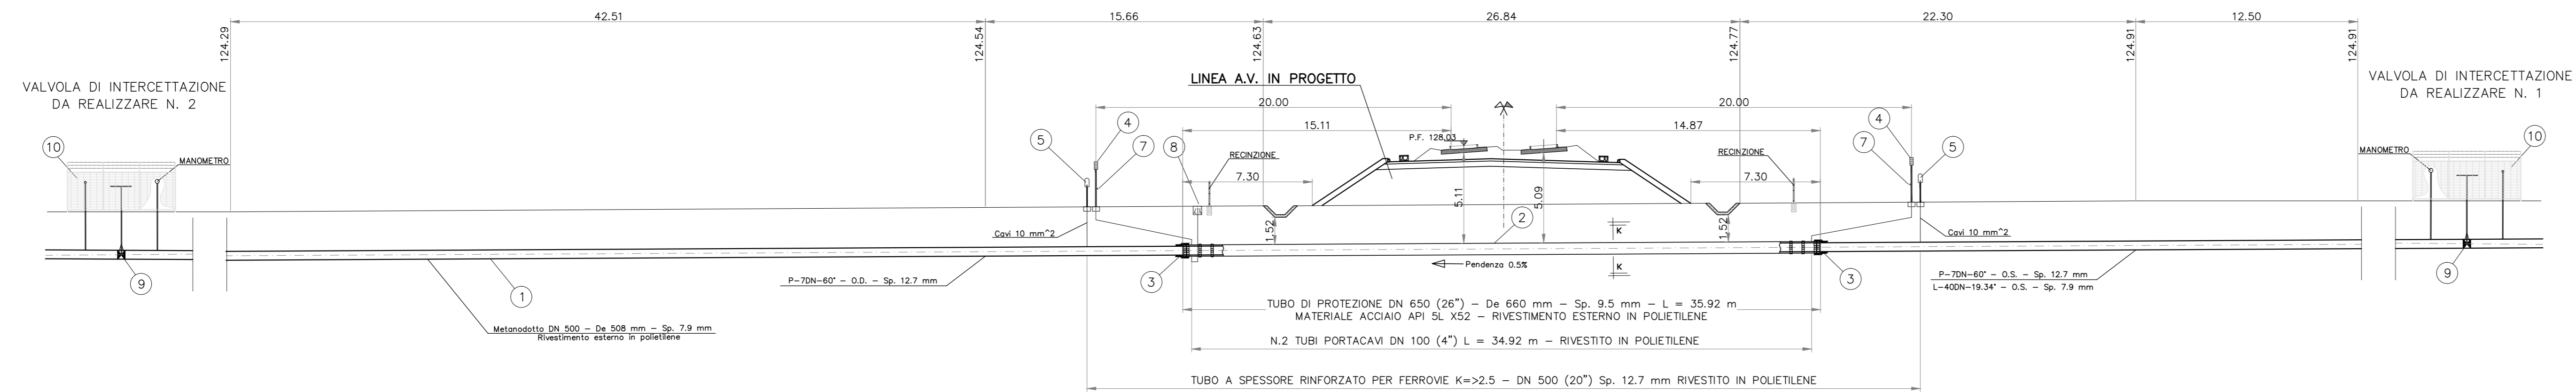 42.51
15.66
26.84
22.30
12.50
124.29
124.54
124.63
124.77
124.91
124.91
VALVOLA DI INTERCETTAZIONE
DA REALIZZARE N. 2
LINEA A.V. IN PROGETTO
VALVOLA DI INTERCETTAZIONE
DA REALIZZARE N. 1
20.00
20.00
15.11
14.87
P.F. 128.03
10
MANOMETRO
5
4
7
8
RECINZIONE
RECINZIONE
4
7
5
MANOMETRO
10
7.30
7.30
5.11
5.09
1.52
1.52
2
K
K
Cavi 10 mm^2
Cavi 10 mm^2
Pendenza 0.5%
9
1
3
3
9
P-7DN-60° - O.D. - Sp. 12.7 mm
P-7DN-60° - O.S. - Sp. 12.7 mm
L-40DN-19.34° - O.S. - Sp. 7.9 mm
Metanodotto DN 500 - De 508 mm - Sp. 7.9 mm
Rivestimento esterno in polietilene
TUBO DI PROTEZIONE DN 650 (26") - De 660 mm - Sp. 9.5 mm - L = 35.92 m
MATERIALE ACCIAIO API 5L X52 - RIVESTIMENTO ESTERNO IN POLIETILENE
N.2 TUBI PORTACAVI DN 100 (4") L = 34.92 m - RIVESTITO IN POLIETILENE
TUBO A SPESSORE RINFORZATO PER FERROVIE K=>2.5 - DN 500 (20") Sp. 12.7 mm RIVESTITO IN POLIETILENE